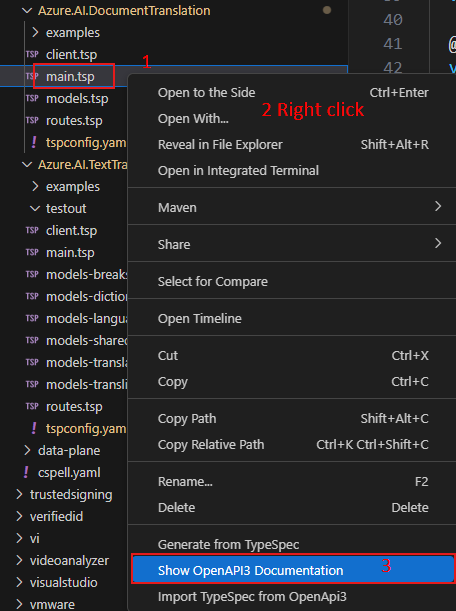 Azure.AI.DocumentTranslation
examples
TSP client.tsp
TSP main.tsp
1
TSP models.tsp
TSP routes.tsp
! tspconfig.yam
Azure.AI.TextTra
examples
testout
TSP client.tsp
TSP main.tsp
TSP models-breaks
TSP models-diction
TSP models-langua
TSP models-shared
TSP models-transla
TSP models-translit
TSP routes.tsp
! tspconfig.yam
data-plane
! cspell.yaml
trustedsigning
verifiedid
vi
videoanalyzer
visualstudio
vmware
41 @
42 v
Open to the Side Ctrl+Enter
2 Right click
Open With...
Reveal in File Explorer Shift+Alt+R
Open in Integrated Terminal
Maven
Share
Select for Compare
Open Timeline
Cut Ctrl+X
Copy Ctrl+C
Copy Path Shift+Alt+C
Copy Relative Path Ctrl+K Ctrl+Shift+C
Rename... F2
Delete Delete
Generate from TypeSpec
Show OpenAPI3 Documentation 3
Import TypeSpec from OpenApi3